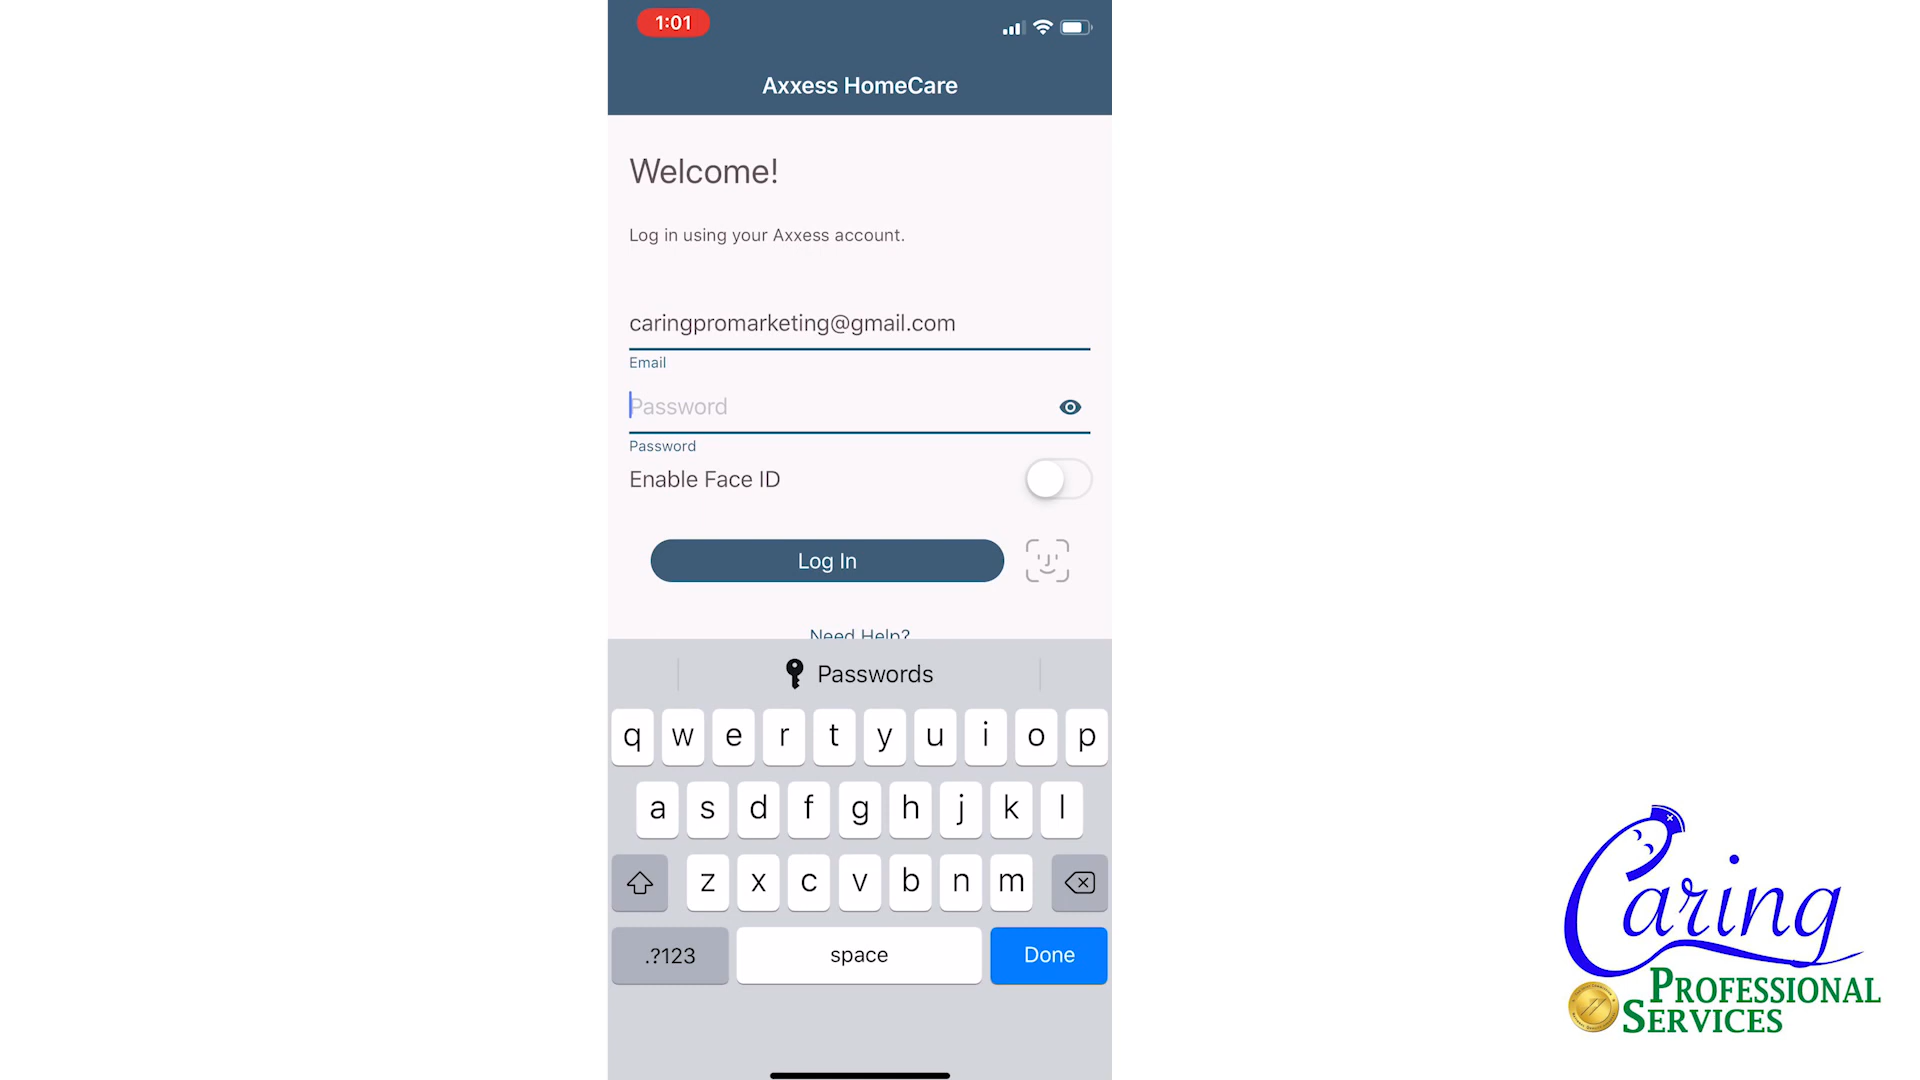 1:01
Axxess HomeCare
Welcome!
Log in using your Axxess account.
caringpromarketing@gmail.com
Email
Password
Password
Enable Face ID
Log In
Need Help?
Passwords
q w e r t y u i o p
a s d f g h j k l
z x c v b n m
.?123 space Done
Caring
PROFESSIONAL
SERVICES